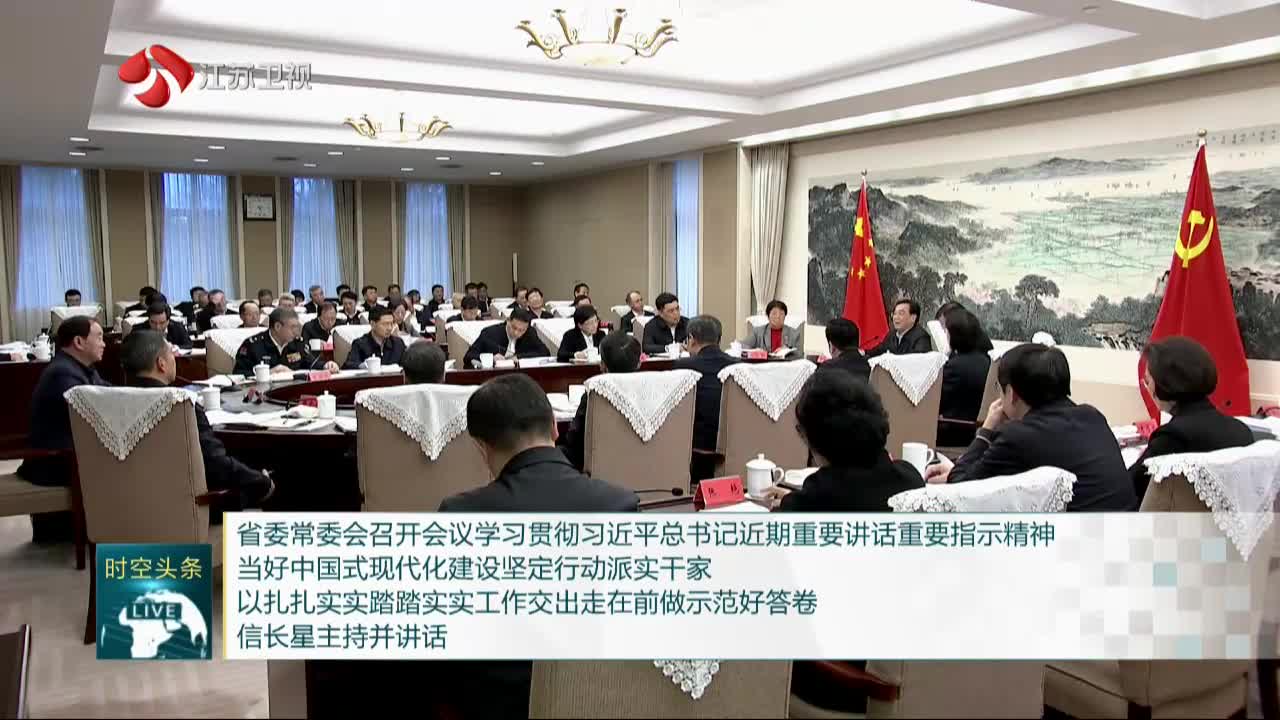 江苏卫视
省委常委会召开会议学习贯彻习近平总书记近期重要讲话重要指示精神
当好中国式现代化建设坚定行动派实干家
以扎扎实实踏踏实实工作交出走在前做示范好答卷
信长星主持并讲话
时空头条
LIVE